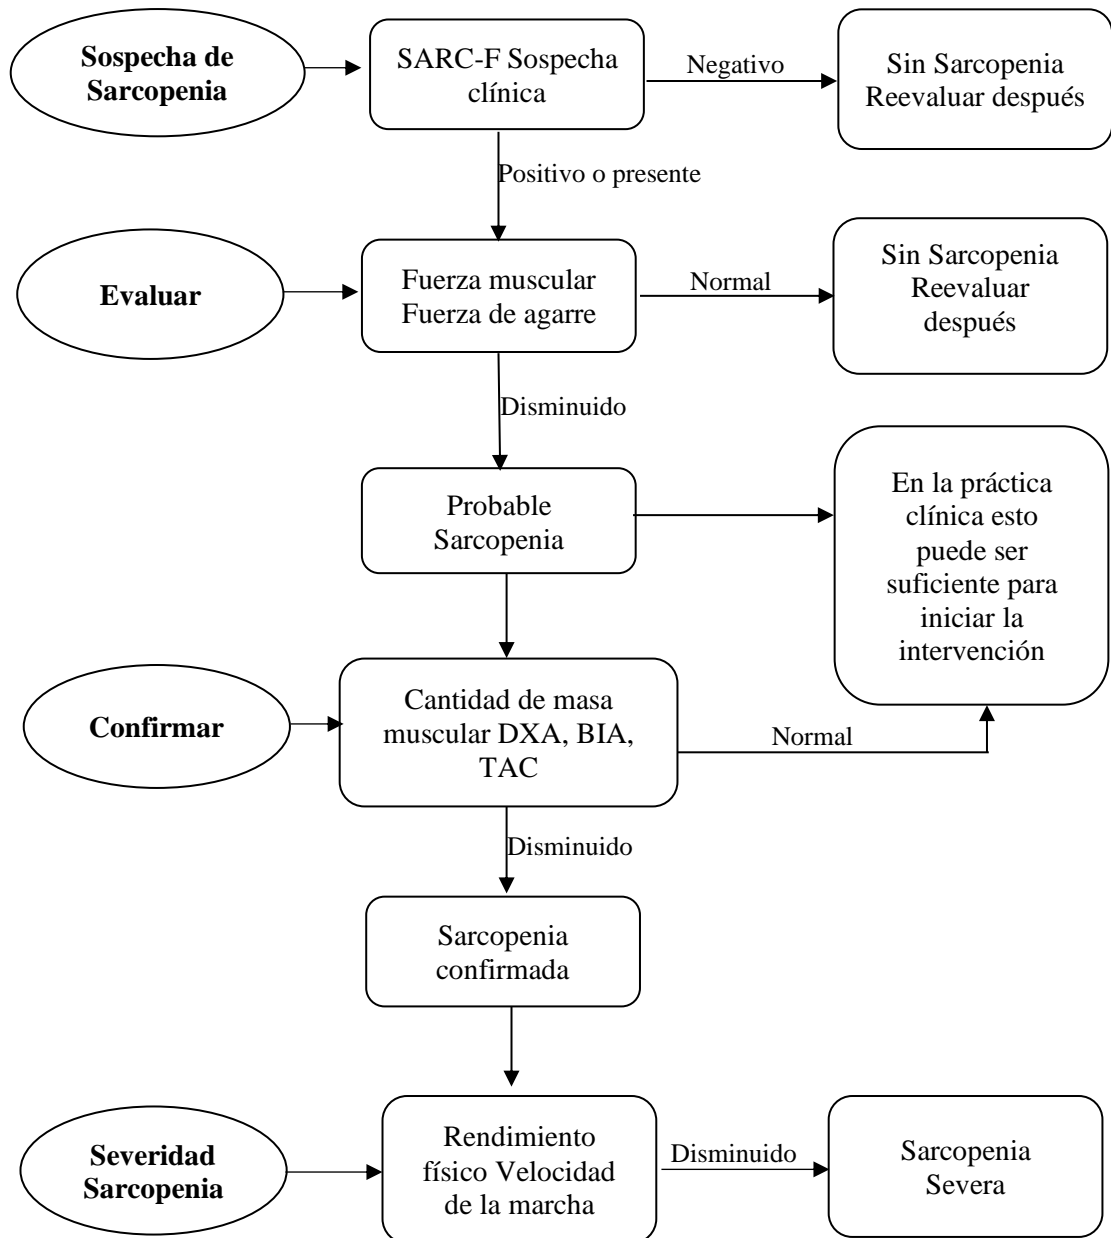 Sospecha de
Sarcopenia
SARC-F Sospecha
clínica
Negativo
Sin Sarcopenia
Reevaluar después
Positivo o presente
Evaluar
Fuerza muscular
Fuerza de agarre
Normal
Sin Sarcopenia
Reevaluar
después
Disminuido
Probable
Sarcopenia
En la práctica
clínica esto
puede ser
suficiente para
iniciar la
intervención
Confirmar
Cantidad de masa
muscular DXA, BIA,
TAC
Normal
Disminuido
Sarcopenia
confirmada
Severidad
Sarcopenia
Rendimiento
físico Velocidad
de la marcha
Disminuido
Sarcopenia
Severa